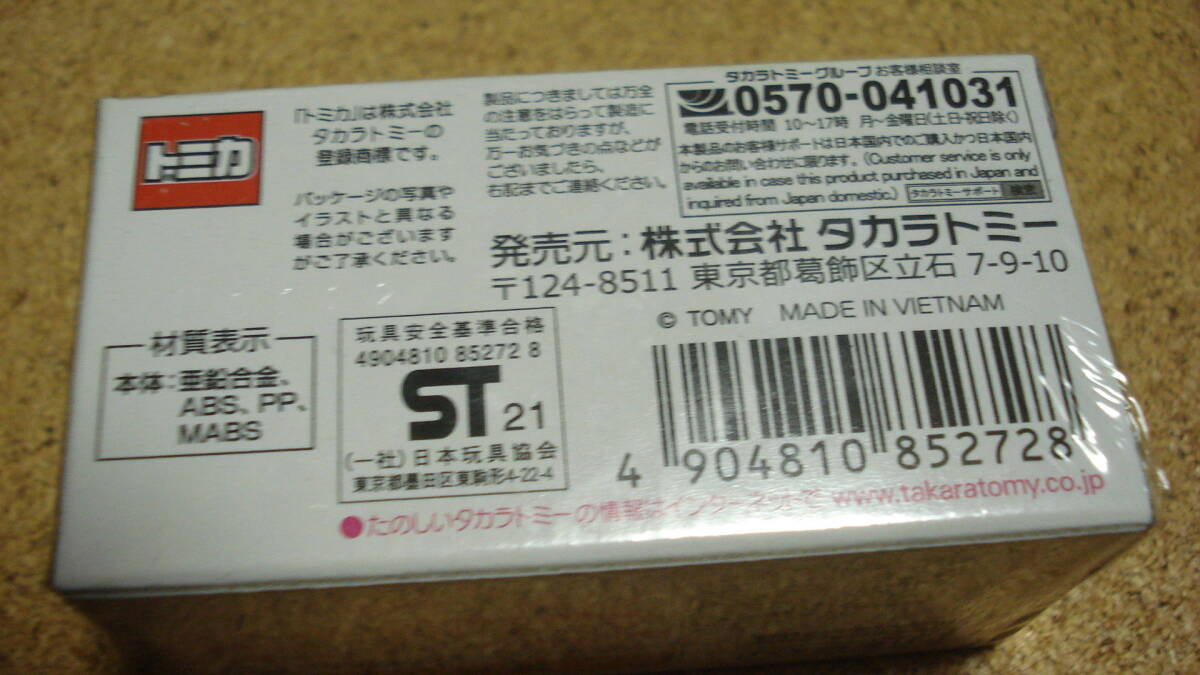 トミカ
「トミカ」は株式会社
タカラトミーの
登録商標です。
パッケージの写真や
イラストと異なる
場合がございます
がご了承ください。
製品につきましては万全
の注意をはらって製造に
当たっておりますが、
万一お気づきの点などが
ございましたら、
右記までご連絡ください。
タカラトミーグループ お客様相談室
0570-041031
電話受付時間 10〜17時 月〜金曜日(土・日・祝日除く)
本製品のお客様サポートは日本国内でのご購入かつ日本国内
からのお問い合わせに限ります。(Customer service is only
available in case this product purchased in Japan and
inquired from Japan domestic.) タカラトミーサポート 検索
発売元:株式会社 タカラトミー
〒124-8511 東京都葛飾区立石 7-9-10
© TOMY MADE IN VIETNAM
材質表示
本体:亜鉛合金、
ABS、PP、
MABS
玩具安全基準合格
4904810 85272 8
ST 21
(一社)日本玩具協会
東京都墨田区東駒形4-22-4
4 904810 852728
●たのしいタカラトミーの情報はインターネットで www.takaratomy.co.jp